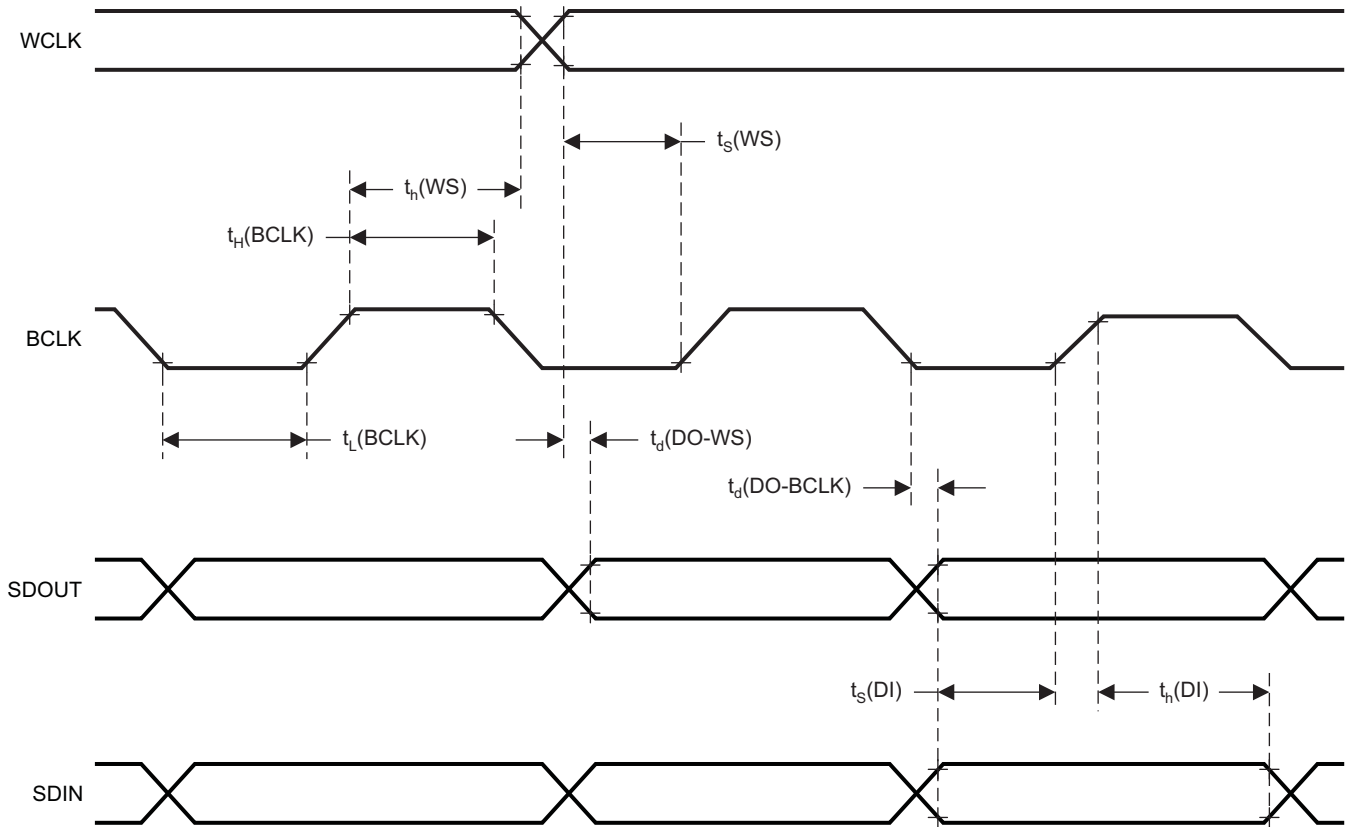 WCLK
tS(WS)
th(WS)
tH(BCLK)
BCLK
tL(BCLK)
td(DO-WS)
td(DO-BCLK)
SDOUT
tS(DI)
th(DI)
SDIN